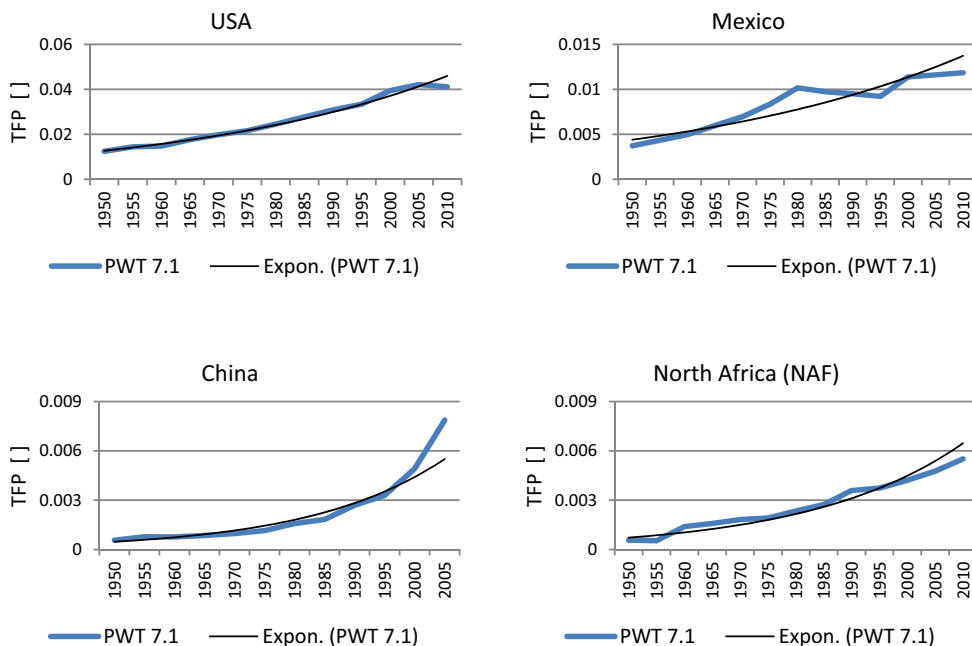 USA
0.06
0.04
0.02
0
TFP [ ]
1950 1955 1960 1965 1970 1975 1980 1985 1990 1995 2000 2005 2010
PWT 7.1 Expon. (PWT 7.1)
Mexico
0.015
0.01
0.005
0
TFP [ ]
1950 1955 1960 1965 1970 1975 1980 1985 1990 1995 2000 2005 2010
PWT 7.1 Expon. (PWT 7.1)
China
0.009
0.006
0.003
0
TFP [ ]
1950 1955 1960 1965 1970 1975 1980 1985 1990 1995 2000 2005
PWT 7.1 Expon. (PWT 7.1)
North Africa (NAF)
0.009
0.006
0.003
0
TFP [ ]
1950 1955 1960 1965 1970 1975 1980 1985 1990 1995 2000 2005 2010
PWT 7.1 Expon. (PWT 7.1)